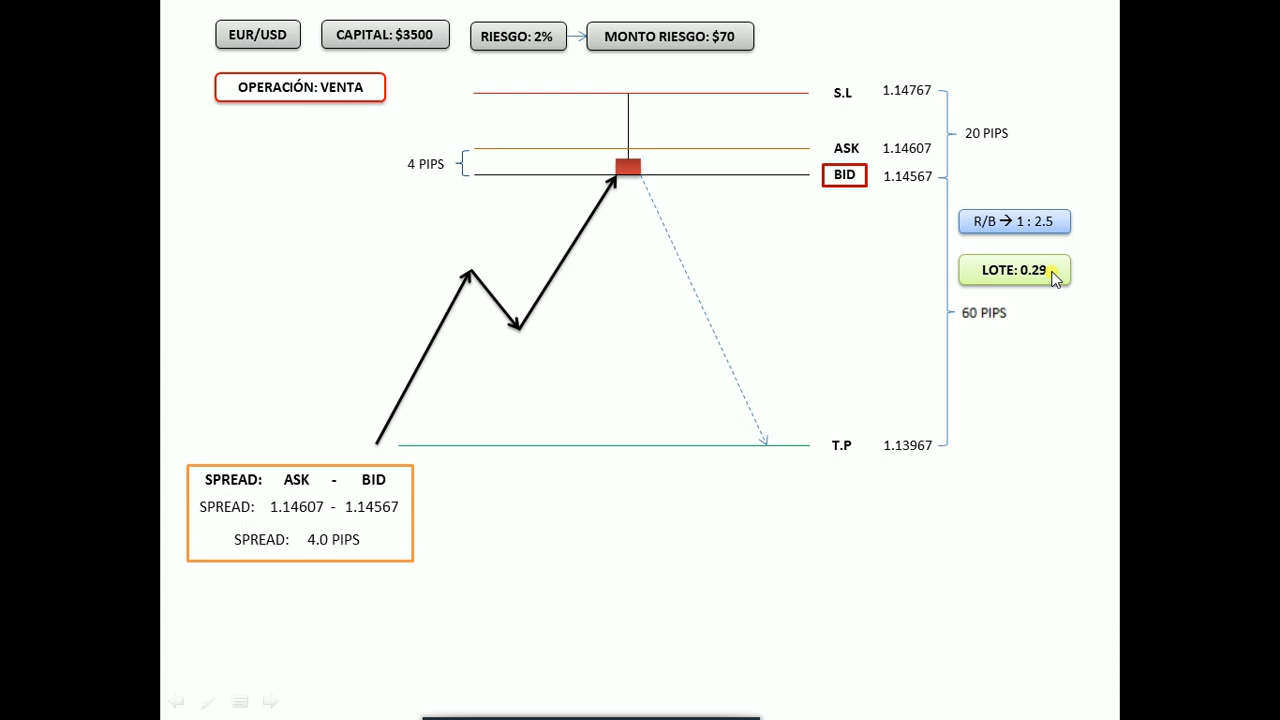 EUR/USD
CAPITAL: $3500
RIESGO: 2%
MONTO RIESGO: $70
OPERACIÓN: VENTA
S.L 1.14767
20 PIPS
ASK 1.14607
4 PIPS
BID 1.14567
R/B → 1 : 2.5
LOTE: 0.29
60 PIPS
T.P 1.13967
SPREAD: ASK - BID
SPREAD: 1.14607 - 1.14567
SPREAD: 4.0 PIPS